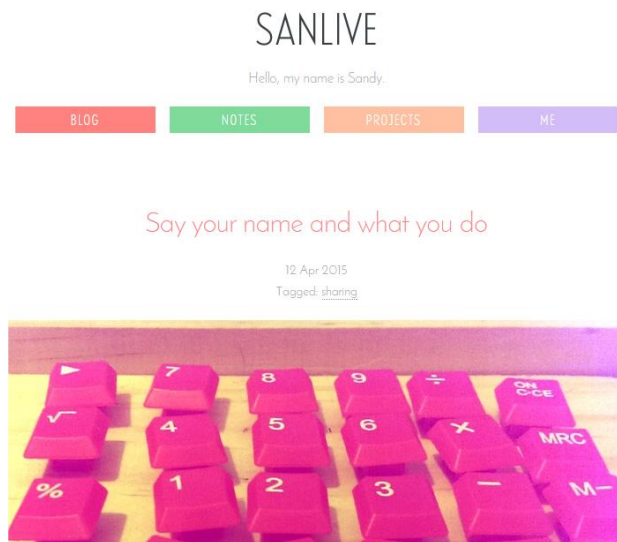 SANLIVE
Hello, my name is Sandy.
BLOG NOTES PROJECTS ME
Say your name and what you do
12 Apr 2015
Tagged: sharing
▶ 7 8 9 ÷ ON C·CE
√ 4 5 6 X MRC
% 1 2 3 − M−